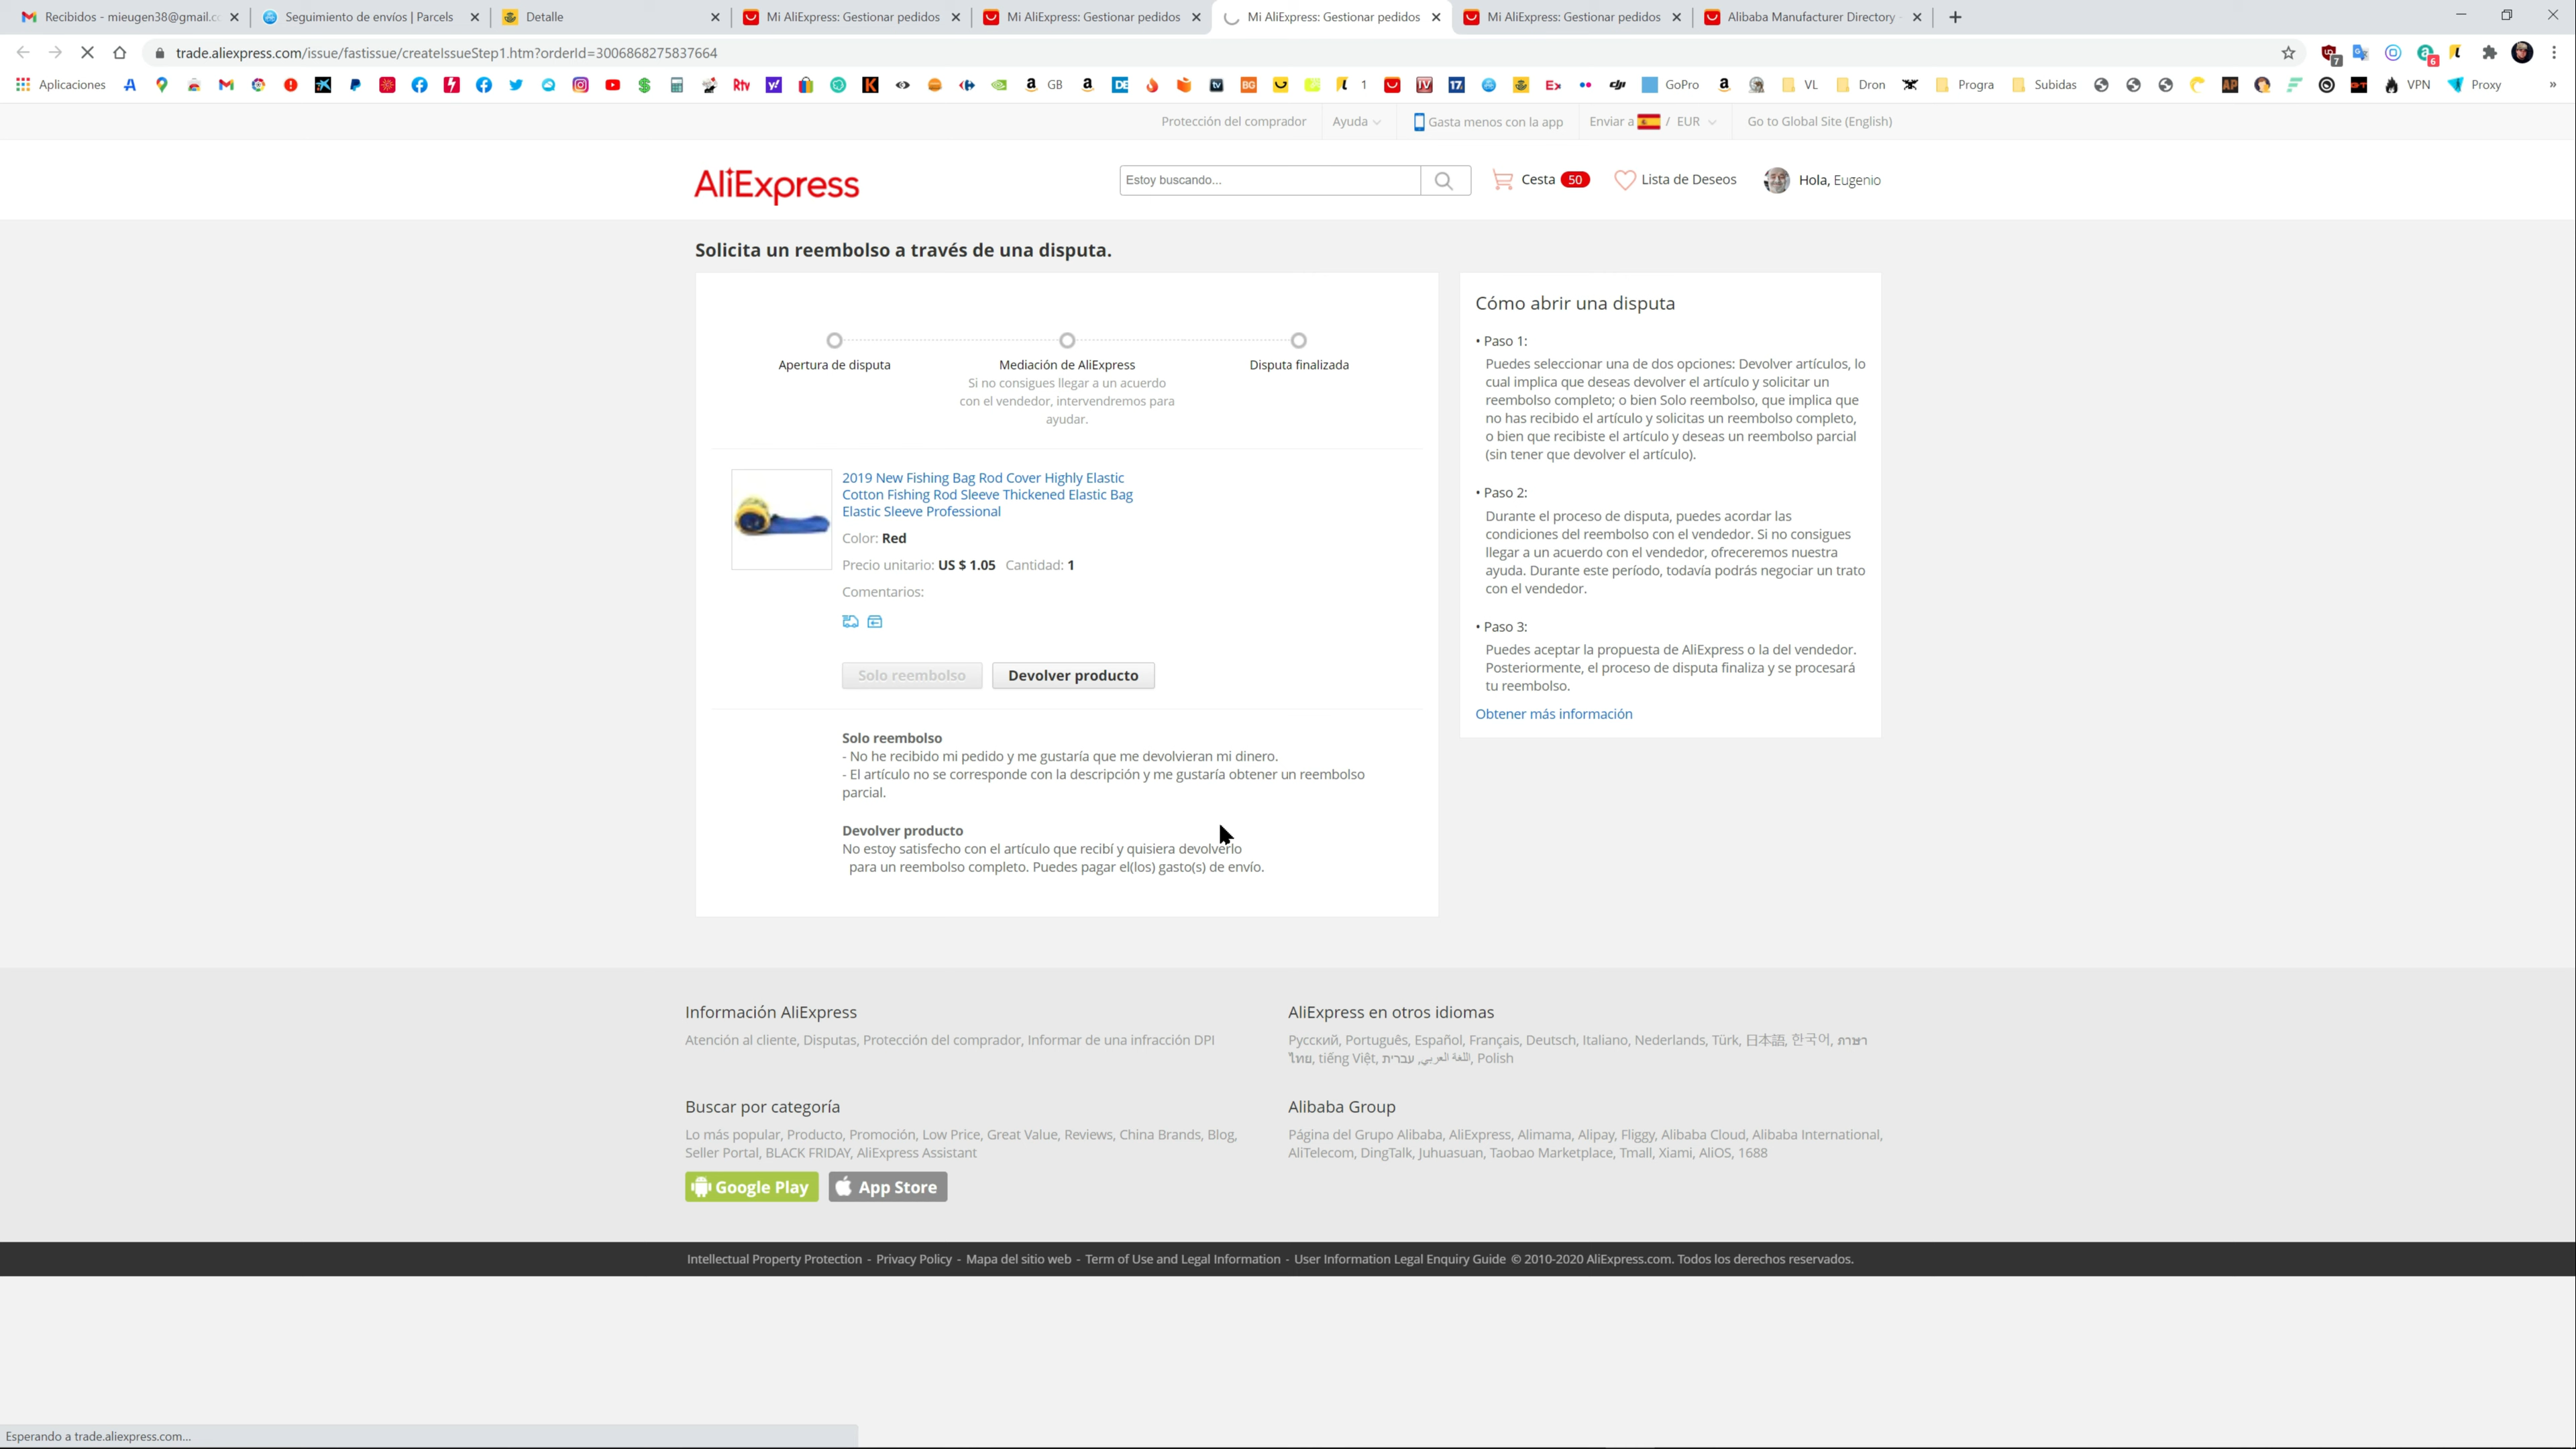 Recibidos - mieugen38@gmail.c
Seguimiento de envíos | Parcels
Detalle
Mi AliExpress: Gestionar pedidos
Mi AliExpress: Gestionar pedidos
Mi AliExpress: Gestionar pedidos
Mi AliExpress: Gestionar pedidos
Alibaba Manufacturer Directory
trade.aliexpress.com/issue/fastissue/createIssueStep1.htm?orderId=3006868275837664
7
6
Aplicaciones
GB
1
GoPro
VL
Dron
Progra
Subidas
VPN
Proxy
»
Protección del comprador
Ayuda
Gasta menos con la app
Enviar a / EUR
Go to Global Site (English)
AliExpress
Estoy buscando...
Cesta 50
Lista de Deseos
Hola, Eugenio
Solicita un reembolso a través de una disputa.
Apertura de disputa
Mediación de AliExpress
Si no consigues llegar a un acuerdo
con el vendedor, intervendremos para
ayudar.
Disputa finalizada
2019 New Fishing Bag Rod Cover Highly Elastic
Cotton Fishing Rod Sleeve Thickened Elastic Bag
Elastic Sleeve Professional
Color: Red
Precio unitario: US $ 1.05 Cantidad: 1
Comentarios:
Solo reembolso
Devolver producto
Solo reembolso
- No he recibido mi pedido y me gustaría que me devolvieran mi dinero.
- El artículo no se corresponde con la descripción y me gustaría obtener un reembolso
parcial.
Devolver producto
No estoy satisfecho con el artículo que recibí y quisiera devolverlo
para un reembolso completo. Puedes pagar el(los) gasto(s) de envío.
Cómo abrir una disputa
• Paso 1:
Puedes seleccionar una de dos opciones: Devolver artículos, lo
cual implica que deseas devolver el artículo y solicitar un
reembolso completo; o bien Solo reembolso, que implica que
no has recibido el artículo y solicitas un reembolso completo,
o bien que recibiste el artículo y deseas un reembolso parcial
(sin tener que devolver el artículo).
• Paso 2:
Durante el proceso de disputa, puedes acordar las
condiciones del reembolso con el vendedor. Si no consigues
llegar a un acuerdo con el vendedor, ofreceremos nuestra
ayuda. Durante este período, todavía podrás negociar un trato
con el vendedor.
• Paso 3:
Puedes aceptar la propuesta de AliExpress o la del vendedor.
Posteriormente, el proceso de disputa finaliza y se procesará
tu reembolso.
Obtener más información
Información AliExpress
Atención al cliente, Disputas, Protección del comprador, Informar de una infracción DPI
AliExpress en otros idiomas
Русский, Português, Español, Français, Deutsch, Italiano, Nederlands, Türk, 日本語, 한국어, ภาษา
ไทย, tiếng Việt, اللغة العربي, עברית, Polish
Buscar por categoría
Lo más popular, Producto, Promoción, Low Price, Great Value, Reviews, China Brands, Blog,
Seller Portal, BLACK FRIDAY, AliExpress Assistant
Google Play
App Store
Alibaba Group
Página del Grupo Alibaba, AliExpress, Alimama, Alipay, Fliggy, Alibaba Cloud, Alibaba International,
AliTelecom, DingTalk, Juhuasuan, Taobao Marketplace, Tmall, Xiami, AliOS, 1688
Intellectual Property Protection - Privacy Policy - Mapa del sitio web - Term of Use and Legal Information - User Information Legal Enquiry Guide © 2010-2020 AliExpress.com. Todos los derechos reservados.
Esperando a trade.aliexpress.com...